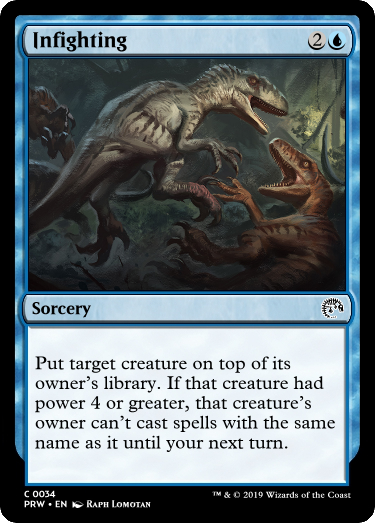 Infighting 2
Sorcery
Put target creature on top of its
owner's library. If that creature had
power 4 or greater, that creature's
owner can't cast spells with the same
name as it until your next turn.
C 0034
PRW • EN Raph Lomotan
™ & © 2019 Wizards of the Coast